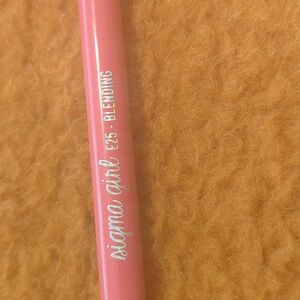 sigma girl E25 - BLENDING